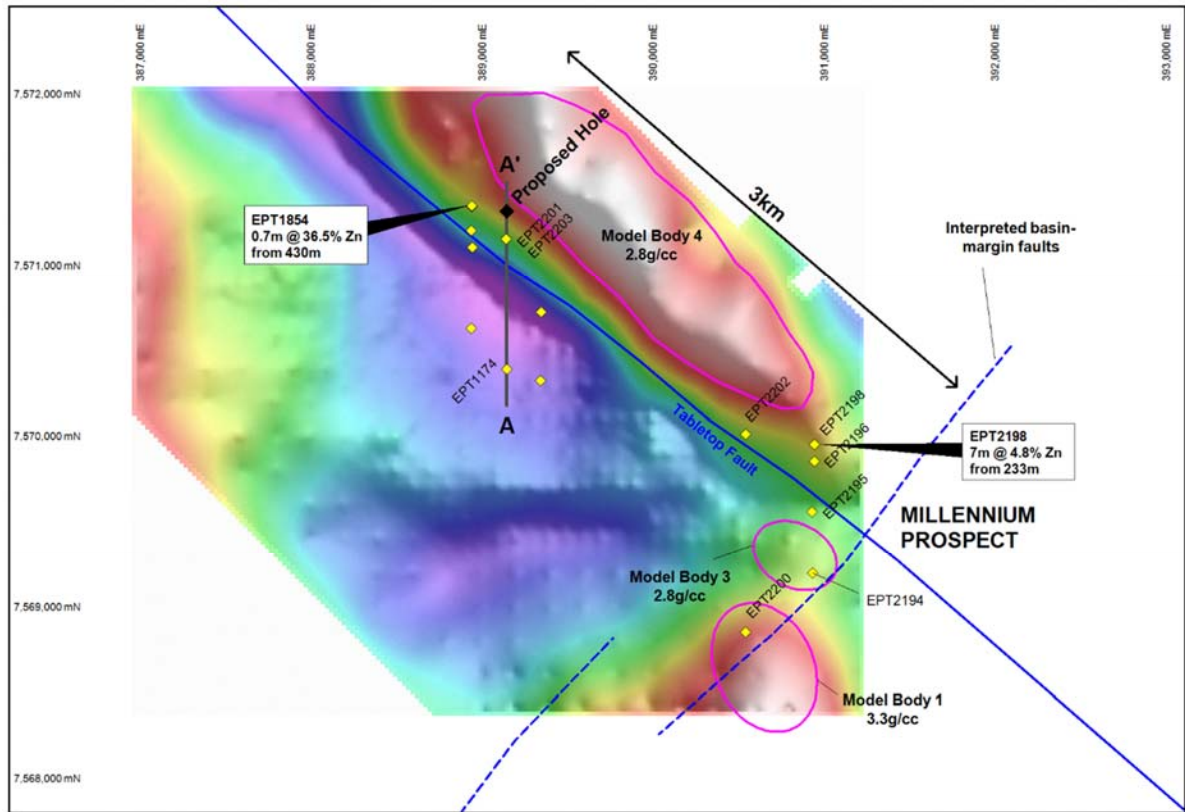 387,000 mE
388,000 mE
389,000 mE
390,000 mE
391,000 mE
392,000 mE
393,000 mE
7,572,000 mN
7,571,000 mN
7,570,000 mN
7,569,000 mN
7,568,000 mN
A'
Proposed Hole
3km
EPT1854
0.7m @ 36.5% Zn
from 430m
EPT2201
EPT2203
Model Body 4
2.8g/cc
Interpreted basin-
margin faults
EPT1174
A
Tabletop Fault
EPT2202
EPT2198
EPT2196
EPT2198
7m @ 4.8% Zn
from 233m
EPT2195
MILLENNIUM
PROSPECT
Model Body 3
2.8g/cc
EPT2200
EPT2194
Model Body 1
3.3g/cc